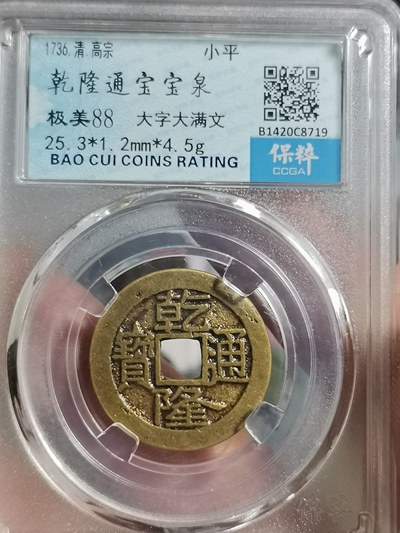 1736.清.高宗 小平
乾隆通宝宝泉
极美88 大字大满文
B1420C8719
25.3*1.2mm*4.5g
BAO CUI COINS RATING
保粹
CCGA
乾隆通寳